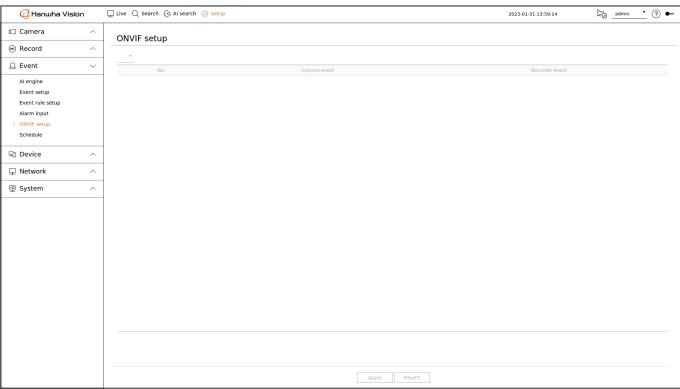 Hanwha Vision
Live Search AI search Setup
2023-01-31 13:59:14
admin
Camera
Record
Event
AI engine
Event setup
Event rule setup
Alarm input
ONVIF setup
Schedule
Device
Network
System
ONVIF setup
No. Camera event Recorder event
Apply Revert